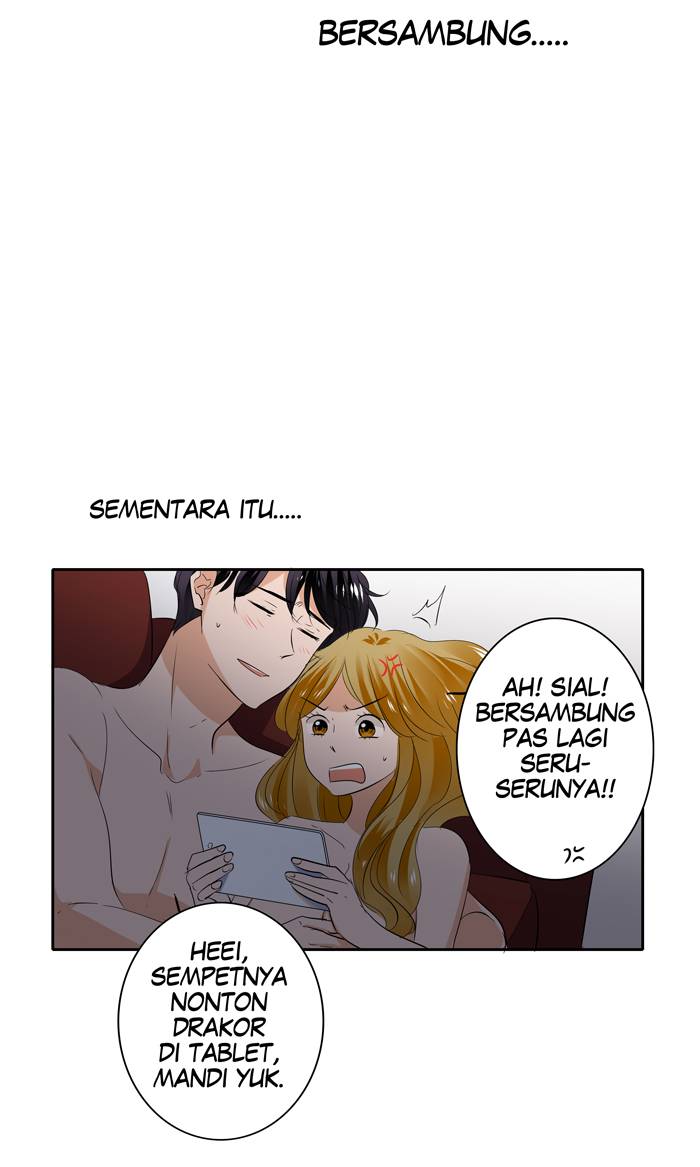 BERSAMBUNG.....
SEMENTARA ITU.....
AH! SIAL!
BERSAMBUNG
PAS LAGI
SERU-
SERUNYA!!
HEEI,
SEMPETNYA
NONTON
DRAKOR
DI TABLET,
MANDI YUK.